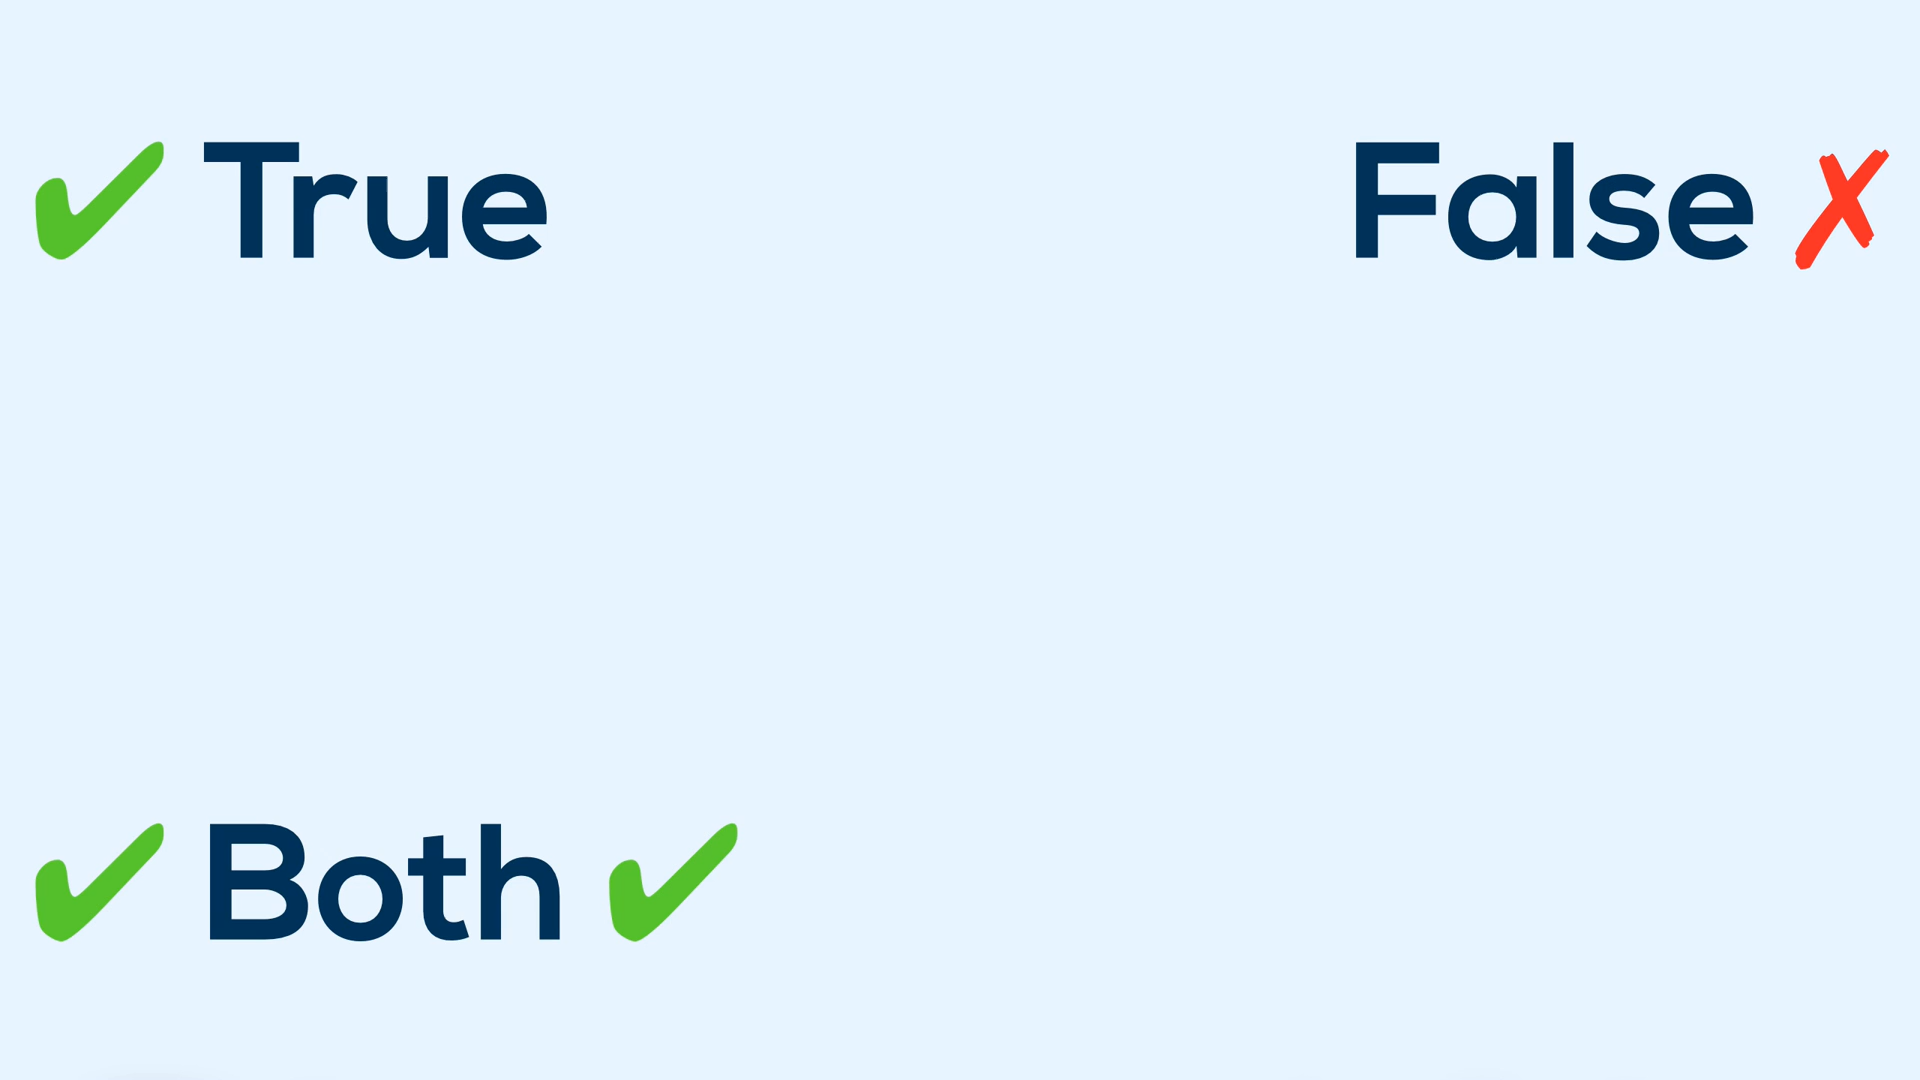 ✔ True
False ✗
✔ Both ✔